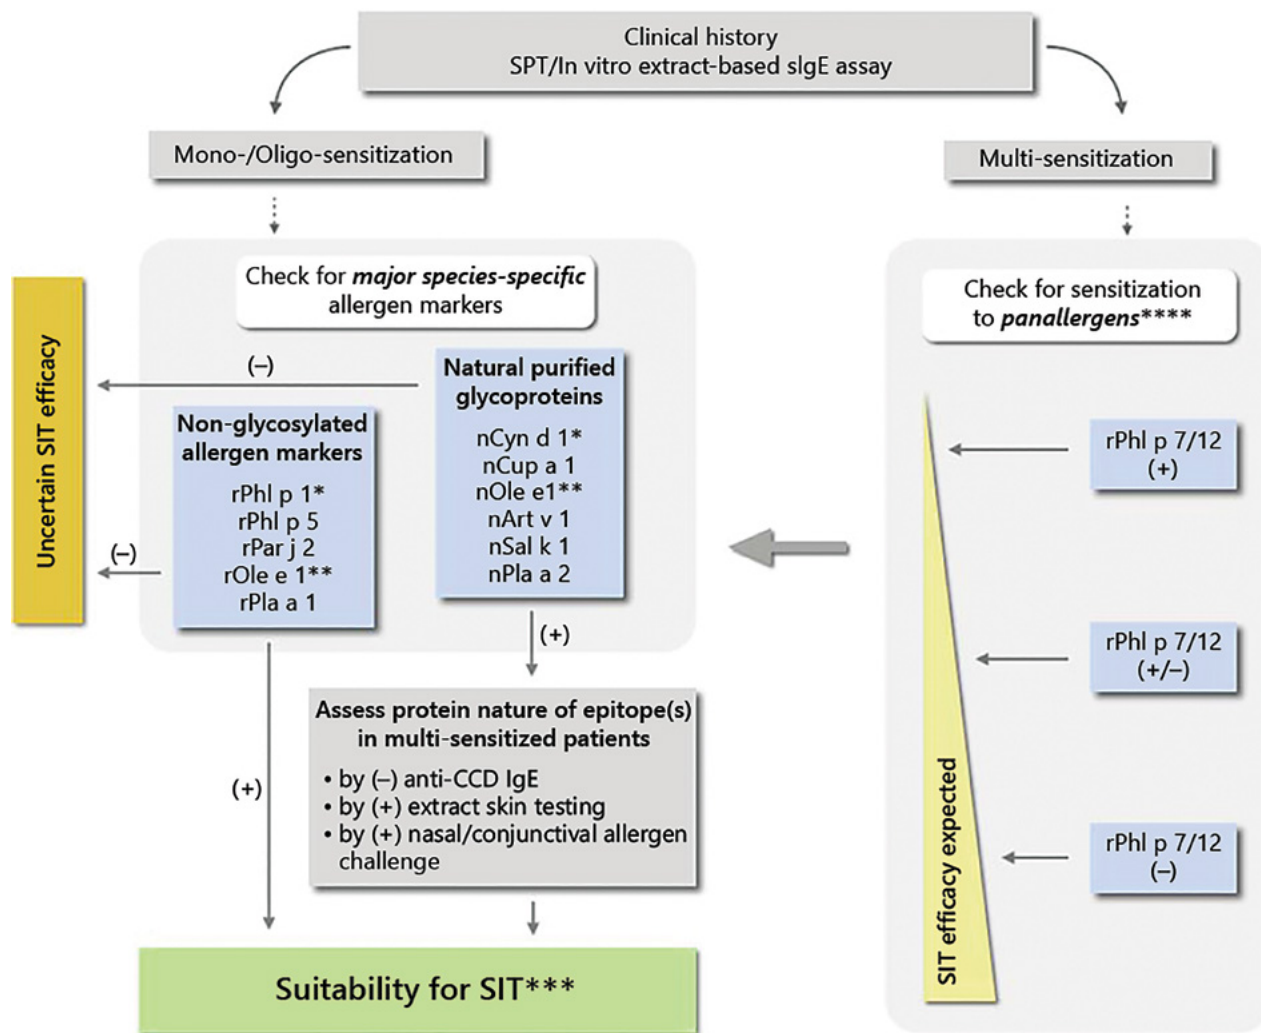 Clinical history
SPT/In vitro extract-based sIgE assay
Mono-/Oligo-sensitization
Multi-sensitization
Check for major species-specific
allergen markers
Uncertain SIT efficacy
(–)
Natural purified
glycoproteins
nCyn d 1*
nCup a 1
nOle e1**
nArt v 1
nSal k 1
nPla a 2
Non-glycosylated
allergen markers
rPhl p 1*
rPhl p 5
rPar j 2
rOle e 1**
rPla a 1
(–)
(+)
(+)
Assess protein nature of epitope(s)
in multi-sensitized patients
• by (–) anti-CCD IgE
• by (+) extract skin testing
• by (+) nasal/conjunctival allergen
challenge
Suitability for SIT***
Check for sensitization
to panallergens****
SIT efficacy expected
rPhl p 7/12
(+)
rPhl p 7/12
(+/–)
rPhl p 7/12
(–)